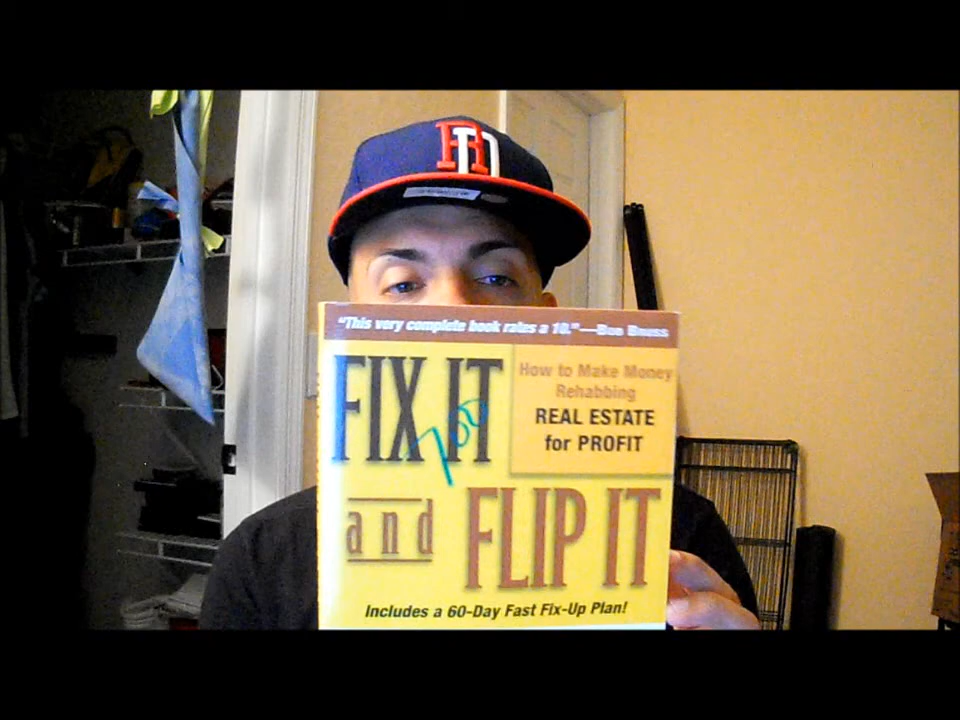 RD
"This very complete book rates a 10."—Bob Bruss
FIX IT
How to Make Money
Rehabbing
REAL ESTATE
for PROFIT
and FLIP IT
Includes a 60-Day Fast Fix-Up Plan!